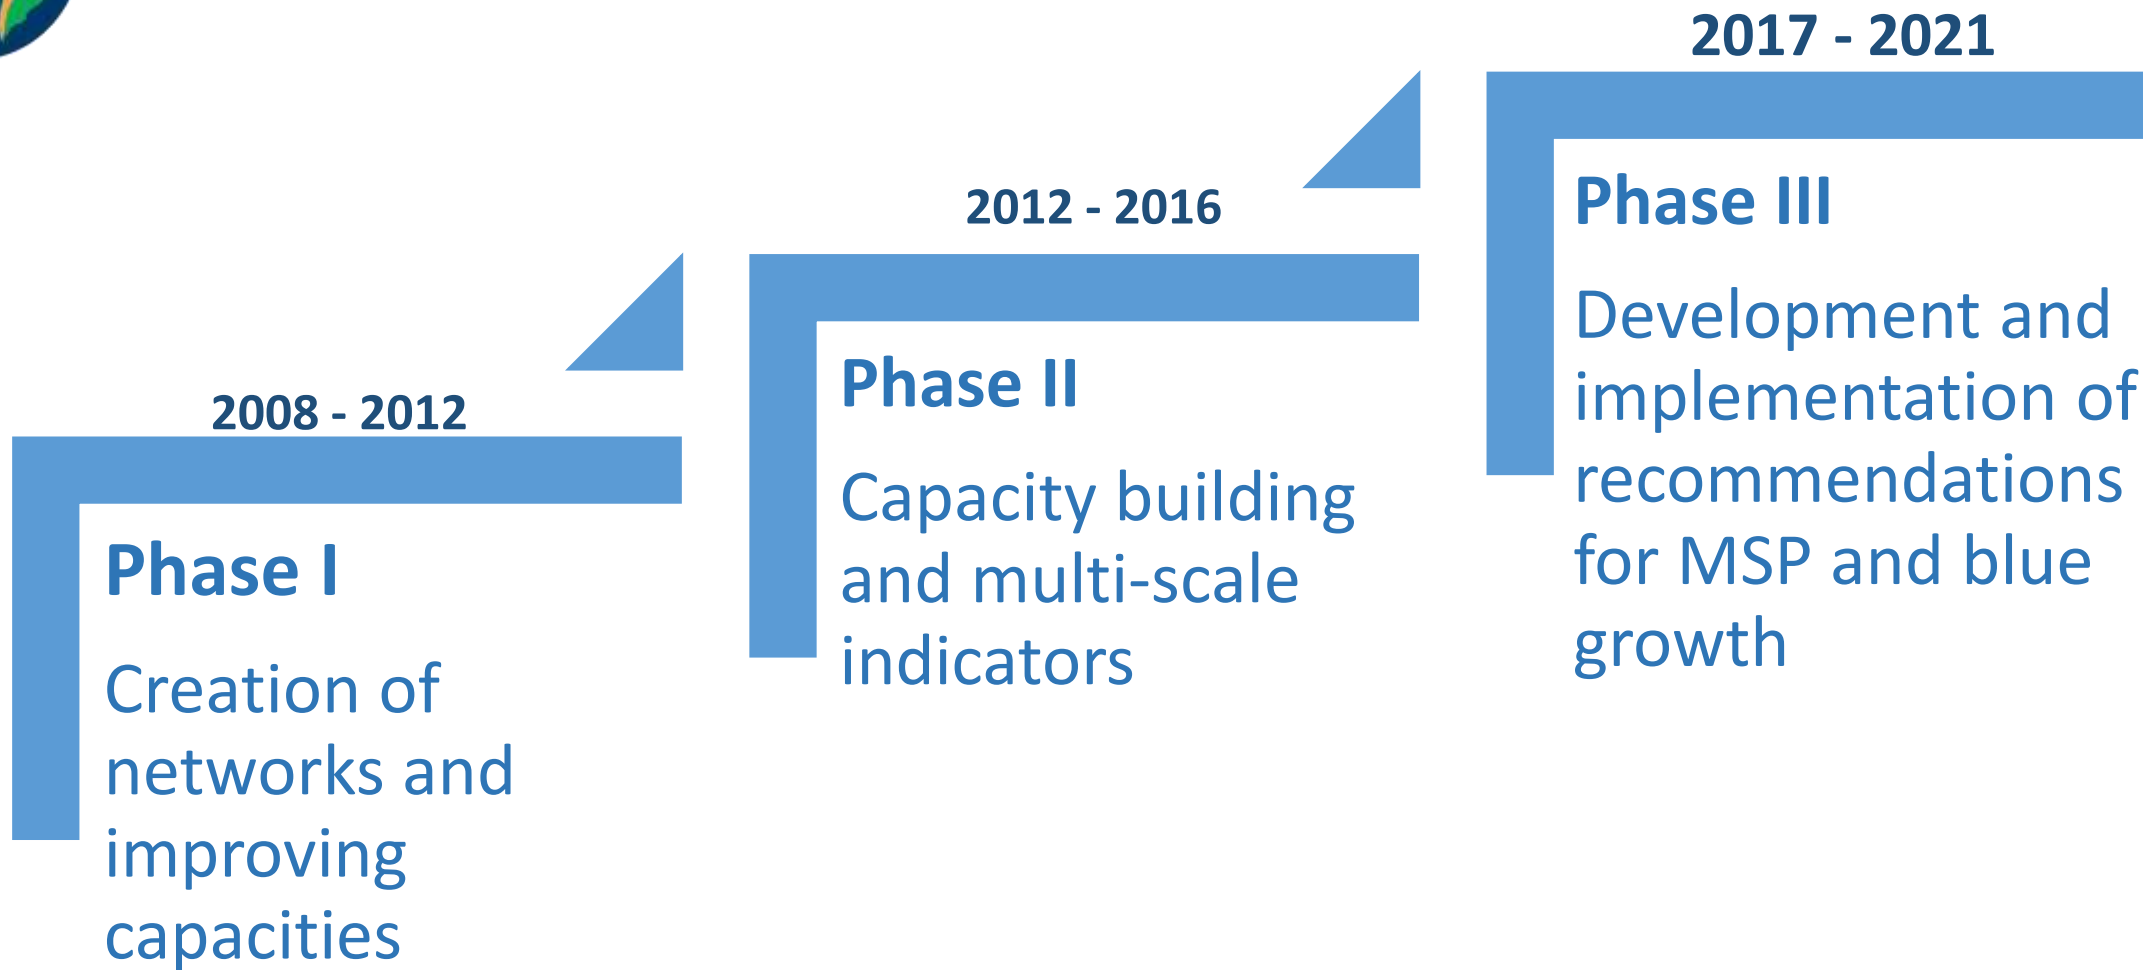 2008 - 2012
Phase I
Creation of
networks and
improving
capacities
2012 - 2016
Phase II
Capacity building
and multi-scale
indicators
2017 - 2021
Phase III
Development and
implementation of
recommendations
for MSP and blue
growth